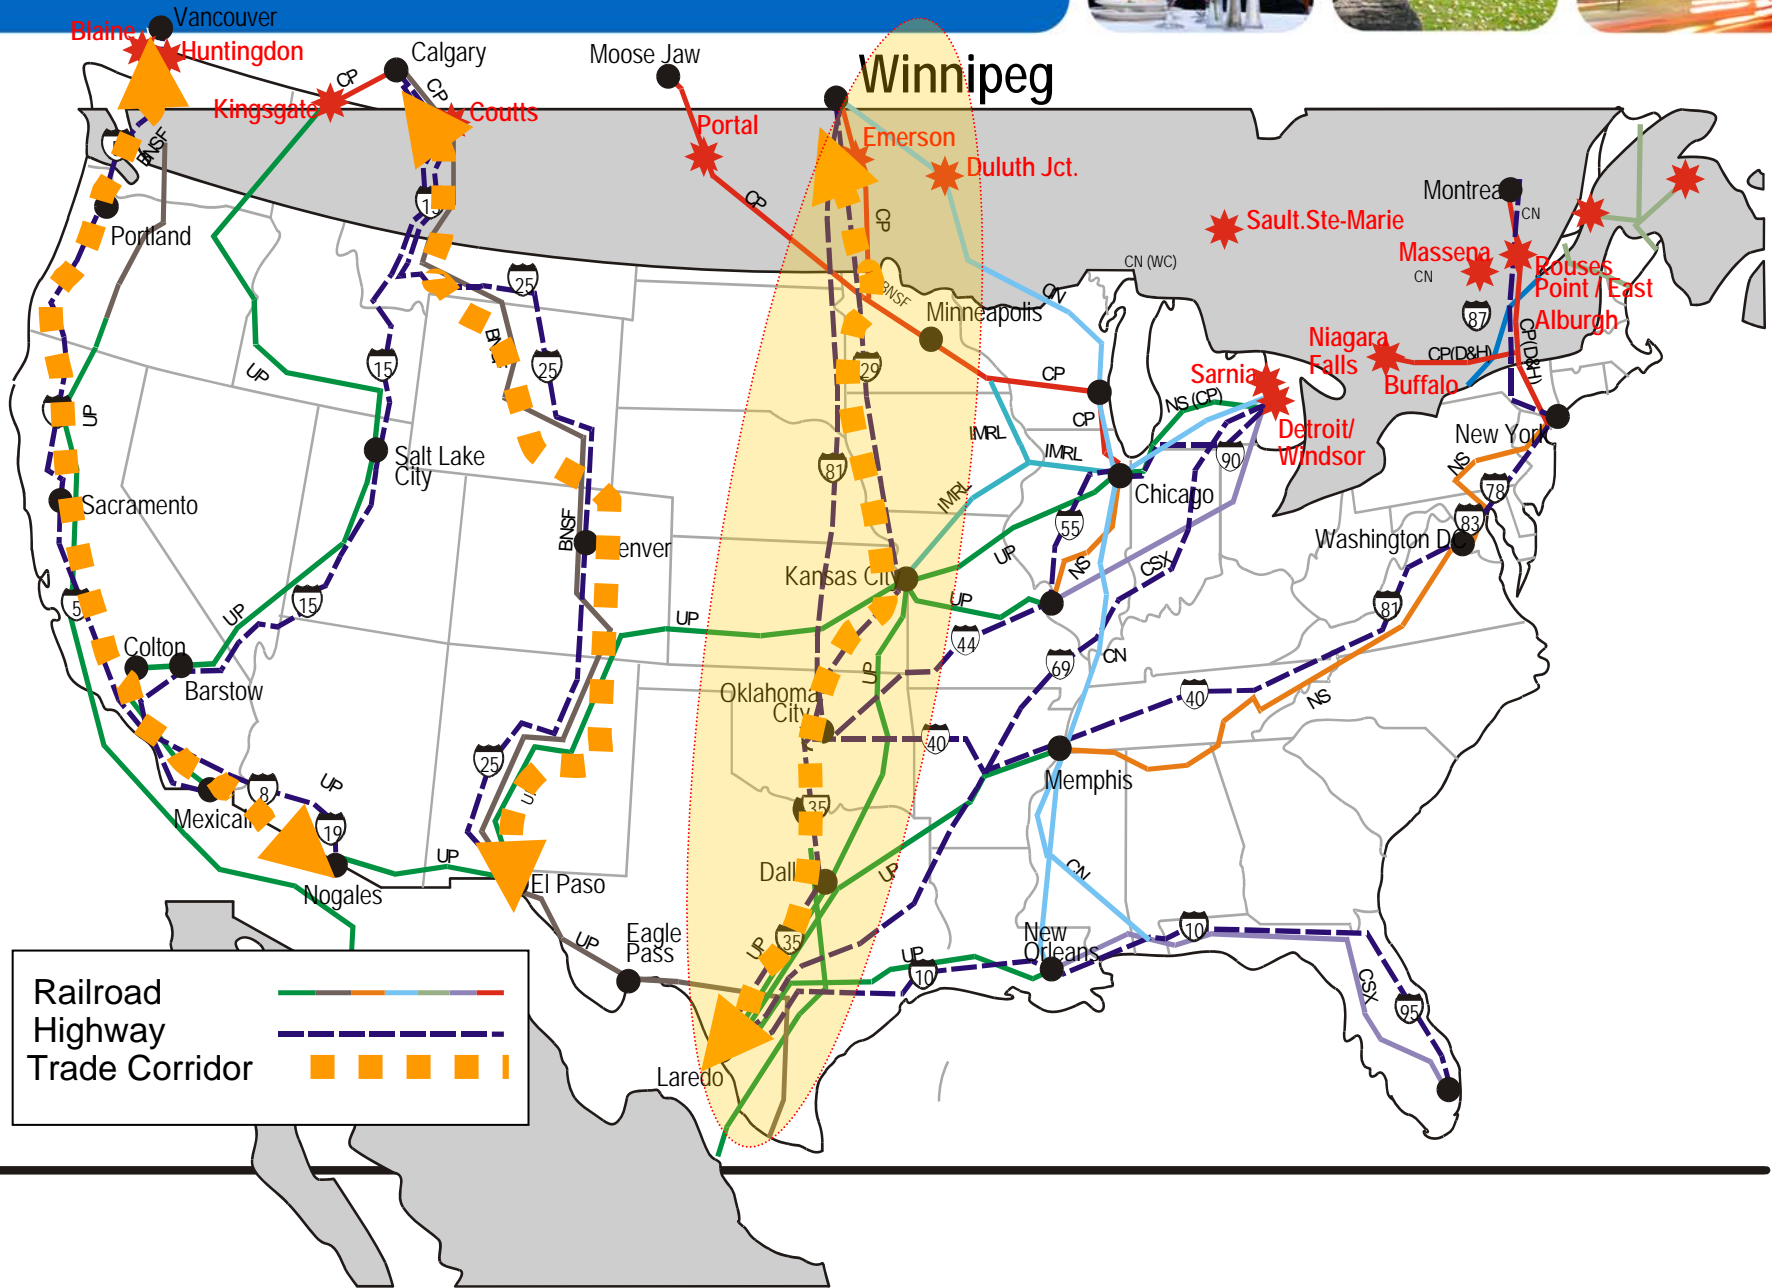 Vancouver
Blaine
Huntingdon
Calgary
Moose Jaw
Winnipeg
CP
CP
Kingsgate
Coutts
Portal
Emerson
Duluth Jct.
BNSF
CP
CP
Montreal
CN
Sault.Ste-Marie
Portland
Massena
CN (WC)
CN
Rouses
Point / East
Alburgh
25
BNSF
CN
Minneapolis
87
CP(D&H)
Niagara
Falls
CP(D&H)
Buffalo
UP
15
25
29
CP
Sarnia
NS (CP)
UP
CP
IMRL
Detroit/
Windsor
New York
Salt Lake
City
81
IMRL
90
NS
78
Sacramento
IMRL
Chicago
55
83
Washington DC
BNSF
UP
NS
CSX
Kansas City
5
15
UP
UP
UP
81
44
Colton
Barstow
UP
CN
69
Oklahoma
City
40
40
NS
25
8
UP
Memphis
35
19
UP
Nogales
El Paso
UP
CN
Eagle
Pass
UP
UP
35
UP
New
Orleans
10
10
CSX
95
Laredo
Railroad
Highway
Trade Corridor